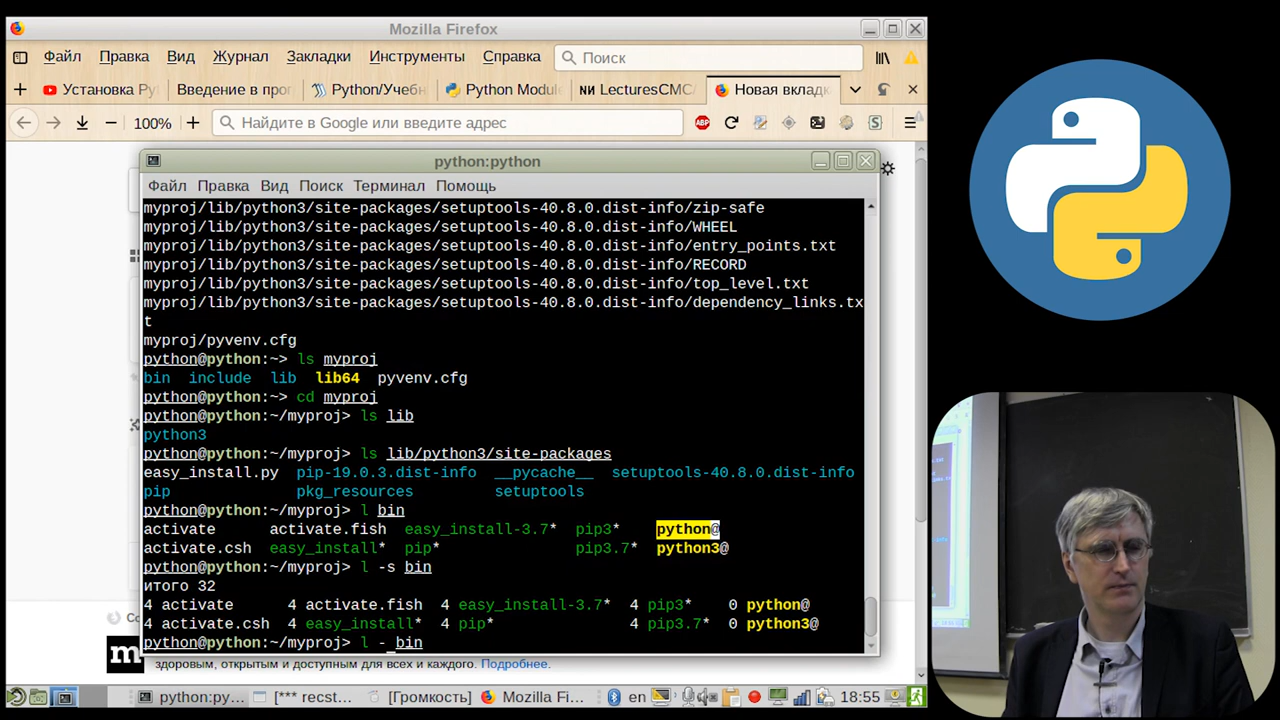 Mozilla Firefox
Файл Правка Вид Журнал Закладки Инструменты Справка Поиск
Установка Py Введение в прог Python/Учебн Python Module LecturesCMCA Новая вкладка
100% Найдите в Google или введите адрес ABP S
python:python
Файл Правка Вид Поиск Терминал Помощь
myproj/lib/python3/site-packages/setuptools-40.8.0.dist-info/zip-safe
myproj/lib/python3/site-packages/setuptools-40.8.0.dist-info/WHEEL
myproj/lib/python3/site-packages/setuptools-40.8.0.dist-info/entry_points.txt
myproj/lib/python3/site-packages/setuptools-40.8.0.dist-info/RECORD
myproj/lib/python3/site-packages/setuptools-40.8.0.dist-info/top_level.txt
myproj/lib/python3/site-packages/setuptools-40.8.0.dist-info/dependency_links.tx
t
myproj/pyvenv.cfg
python@python:~> ls myproj
bin include lib lib64 pyvenv.cfg
python@python:~> cd myproj
python@python:~/myproj> ls lib
python3
python@python:~/myproj> ls lib/python3/site-packages
easy_install.py pip-19.0.3.dist-info __pycache__ setuptools-40.8.0.dist-info
pip pkg_resources setuptools
python@python:~/myproj> l bin
activate activate.fish easy_install-3.7* pip3* python@
activate.csh easy_install* pip* pip3.7* python3@
python@python:~/myproj> l -s bin
итого 32
4 activate 4 activate.fish 4 easy_install-3.7* 4 pip3* 0 python@
4 activate.csh 4 easy_install* 4 pip* 4 pip3.7* 0 python3@
python@python:~/myproj> l - bin
m здоровым, открытым и доступным для всех и каждого. Подробнее.
python:py... [*** recst... [Громкость] Mozilla Fi... en 18:55